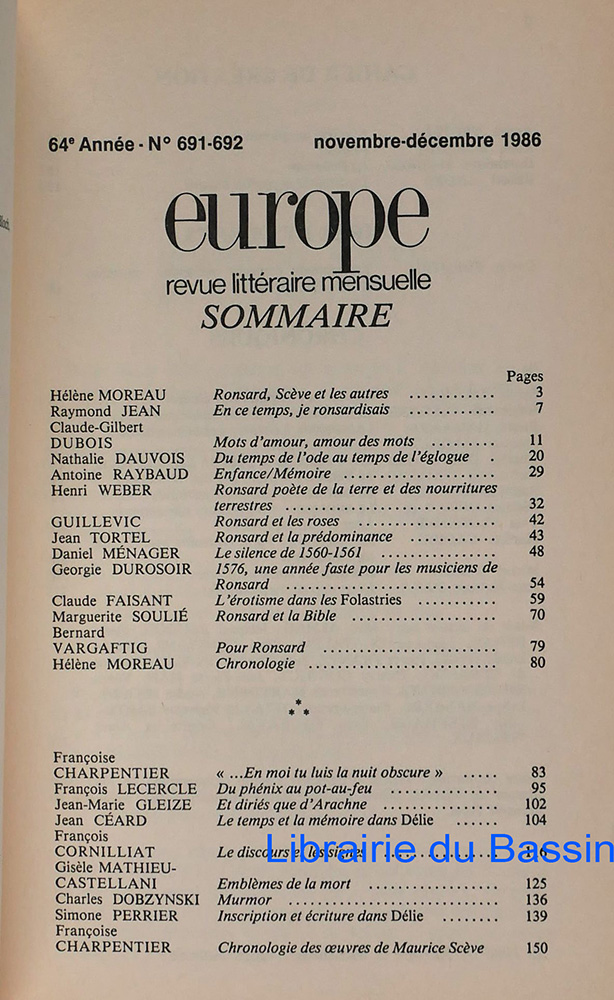 64e Année - N° 691-692 novembre-décembre 1986
europe
revue littéraire mensuelle
SOMMAIRE
Pages
Hélène MOREAU Ronsard, Scève et les autres ............ 3
Raymond JEAN En ce temps, je ronsardisais ............ 7
Claude-Gilbert
DUBOIS Mots d'amour, amour des mots ......... 11
Nathalie DAUVOIS Du temps de l'ode au temps de l'églogue . 20
Antoine RAYBAUD Enfance/Mémoire ..................... 29
Henri WEBER Ronsard poète de la terre et des nourritures
terrestres ............................. 32
GUILLEVIC Ronsard et les roses ................... 42
Jean TORTEL Ronsard et la prédominance ............ 43
Daniel MÉNAGER Le silence de 1560-1561 ................ 48
Georgie DUROSOIR 1576, une année faste pour les musiciens de
Ronsard ............................. 54
Claude FAISANT L'érotisme dans les Folastries ........... 59
Marguerite SOULIÉ Ronsard et la Bible ..................... 70
Bernard
VARGAFTIG Pour Ronsard ........................ 79
Hélène MOREAU Chronologie .......................... 80
***
Françoise
CHARPENTIER « ...En moi tu luis la nuit obscure » ..... 83
François LECERCLE Du phénix au pot-au-feu ............... 95
Jean-Marie GLEIZE Et diriés que d'Arachne ................ 102
Jean CÉARD Le temps et la mémoire dans Délie ...... 104
François
CORNILLIAT Le discours et les signes
Librairie du Bassin
Gisèle MATHIEU-
CASTELLANI Emblèmes de la mort .................. 125
Charles DOBZYNSKI Murmor ............................. 136
Simone PERRIER Inscription et écriture dans Délie ........ 139
Françoise
CHARPENTIER Chronologie des œuvres de Maurice Scève 150